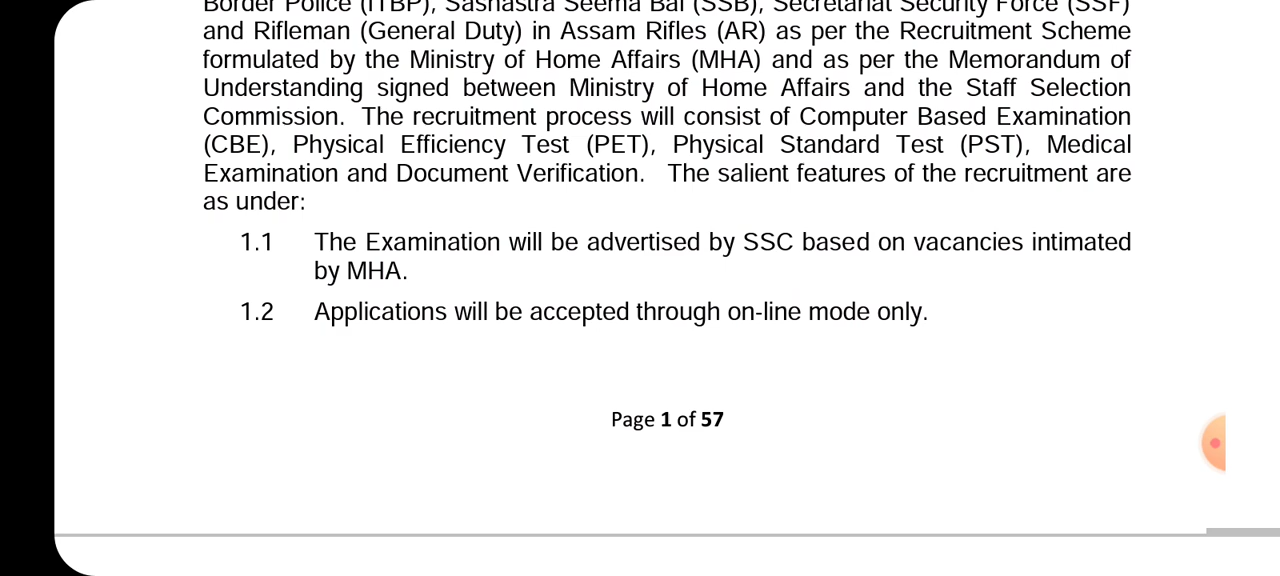 Border Police (ITBP), Sashastra Seema Bal (SSB), Secretariat Security Force (SSF)
and Rifleman (General Duty) in Assam Rifles (AR) as per the Recruitment Scheme
formulated by the Ministry of Home Affairs (MHA) and as per the Memorandum of
Understanding signed between Ministry of Home Affairs and the Staff Selection
Commission. The recruitment process will consist of Computer Based Examination
(CBE), Physical Efficiency Test (PET), Physical Standard Test (PST), Medical
Examination and Document Verification. The salient features of the recruitment are
as under:
1.1 The Examination will be advertised by SSC based on vacancies intimated
by MHA.
1.2 Applications will be accepted through on-line mode only.
Page 1 of 57